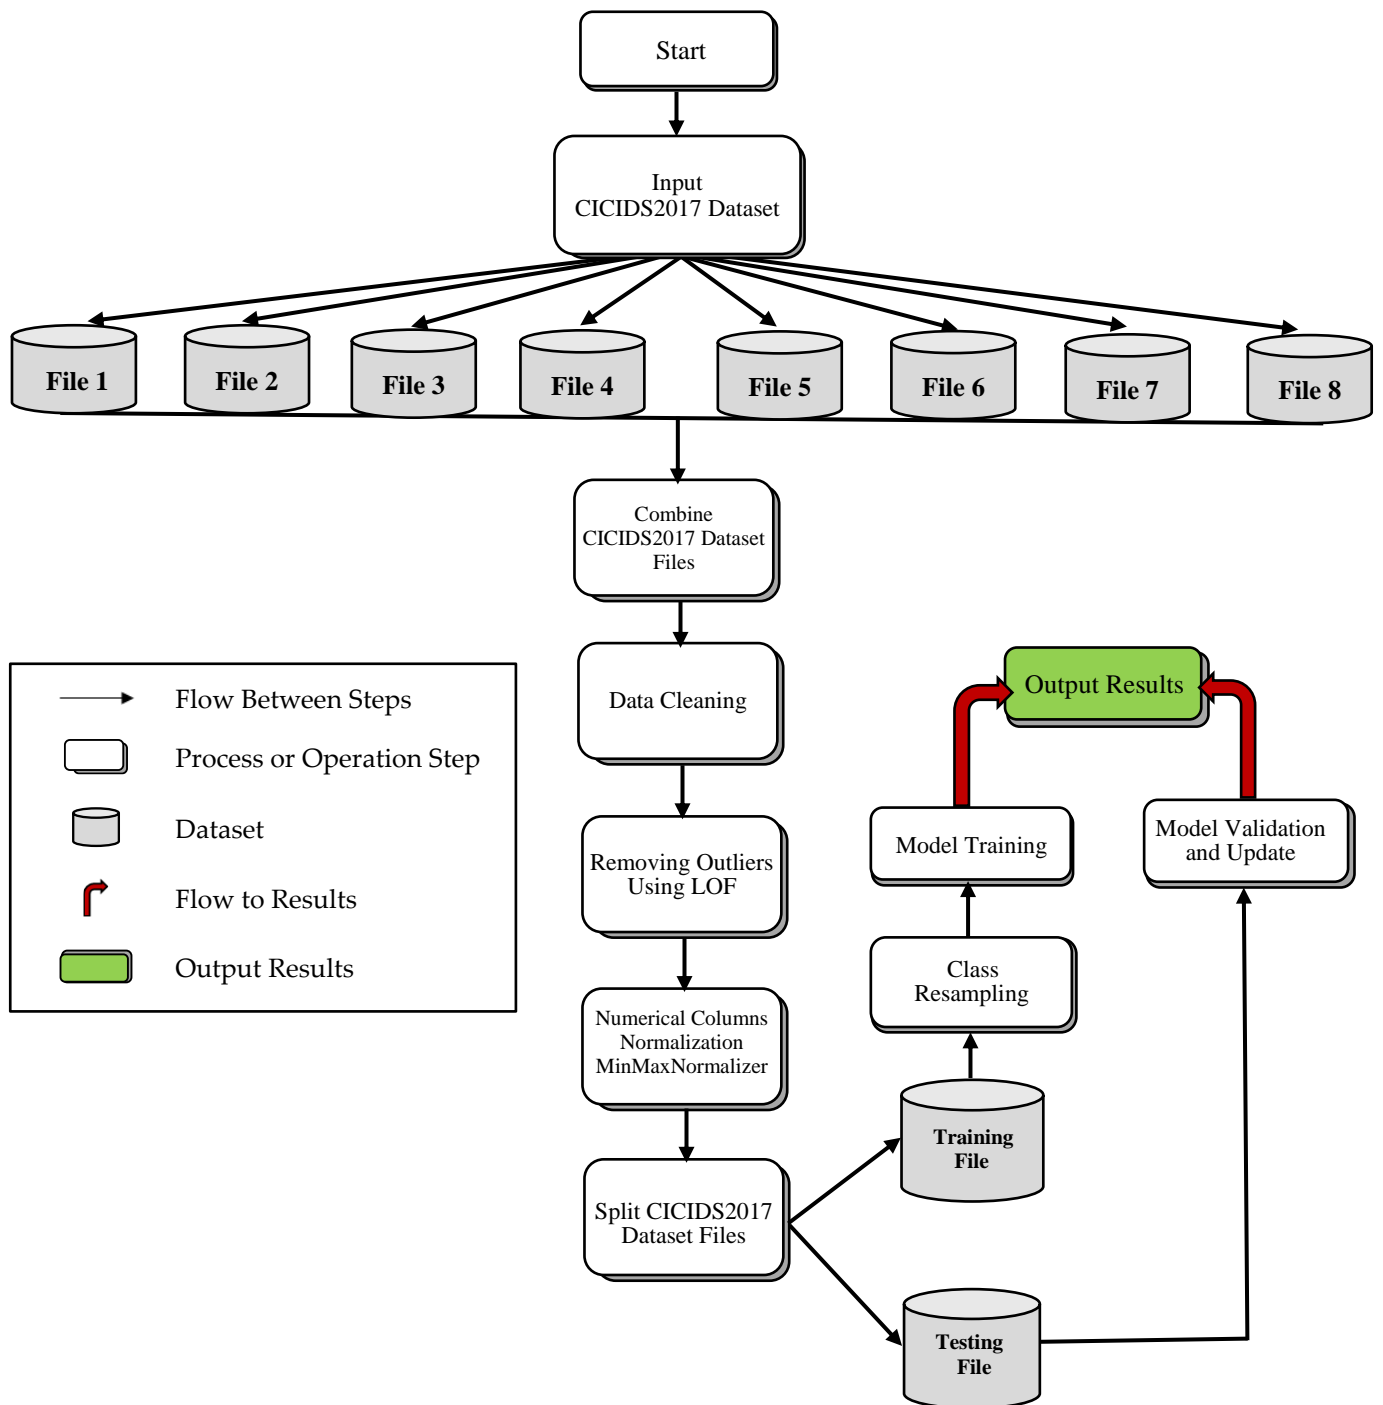 Start
Input
CICIDS2017 Dataset
File 1
File 2
File 3
File 4
File 5
File 6
File 7
File 8
Combine
CICIDS2017 Dataset
Files
Data Cleaning
Removing Outliers
Using LOF
Numerical Columns
Normalization
MinMaxNormalizer
Split CICIDS2017
Dataset Files
Training
File
Testing
File
Class
Resampling
Model Training
Model Validation
and Update
Output Results
Flow Between Steps
Process or Operation Step
Dataset
Flow to Results
Output Results